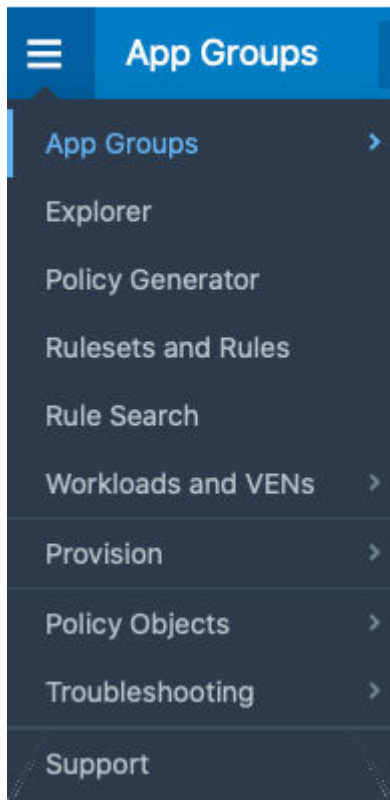 App Groups
App Groups
Explorer
Policy Generator
Rulesets and Rules
Rule Search
Workloads and VENs
Provision
Policy Objects
Troubleshooting
Support